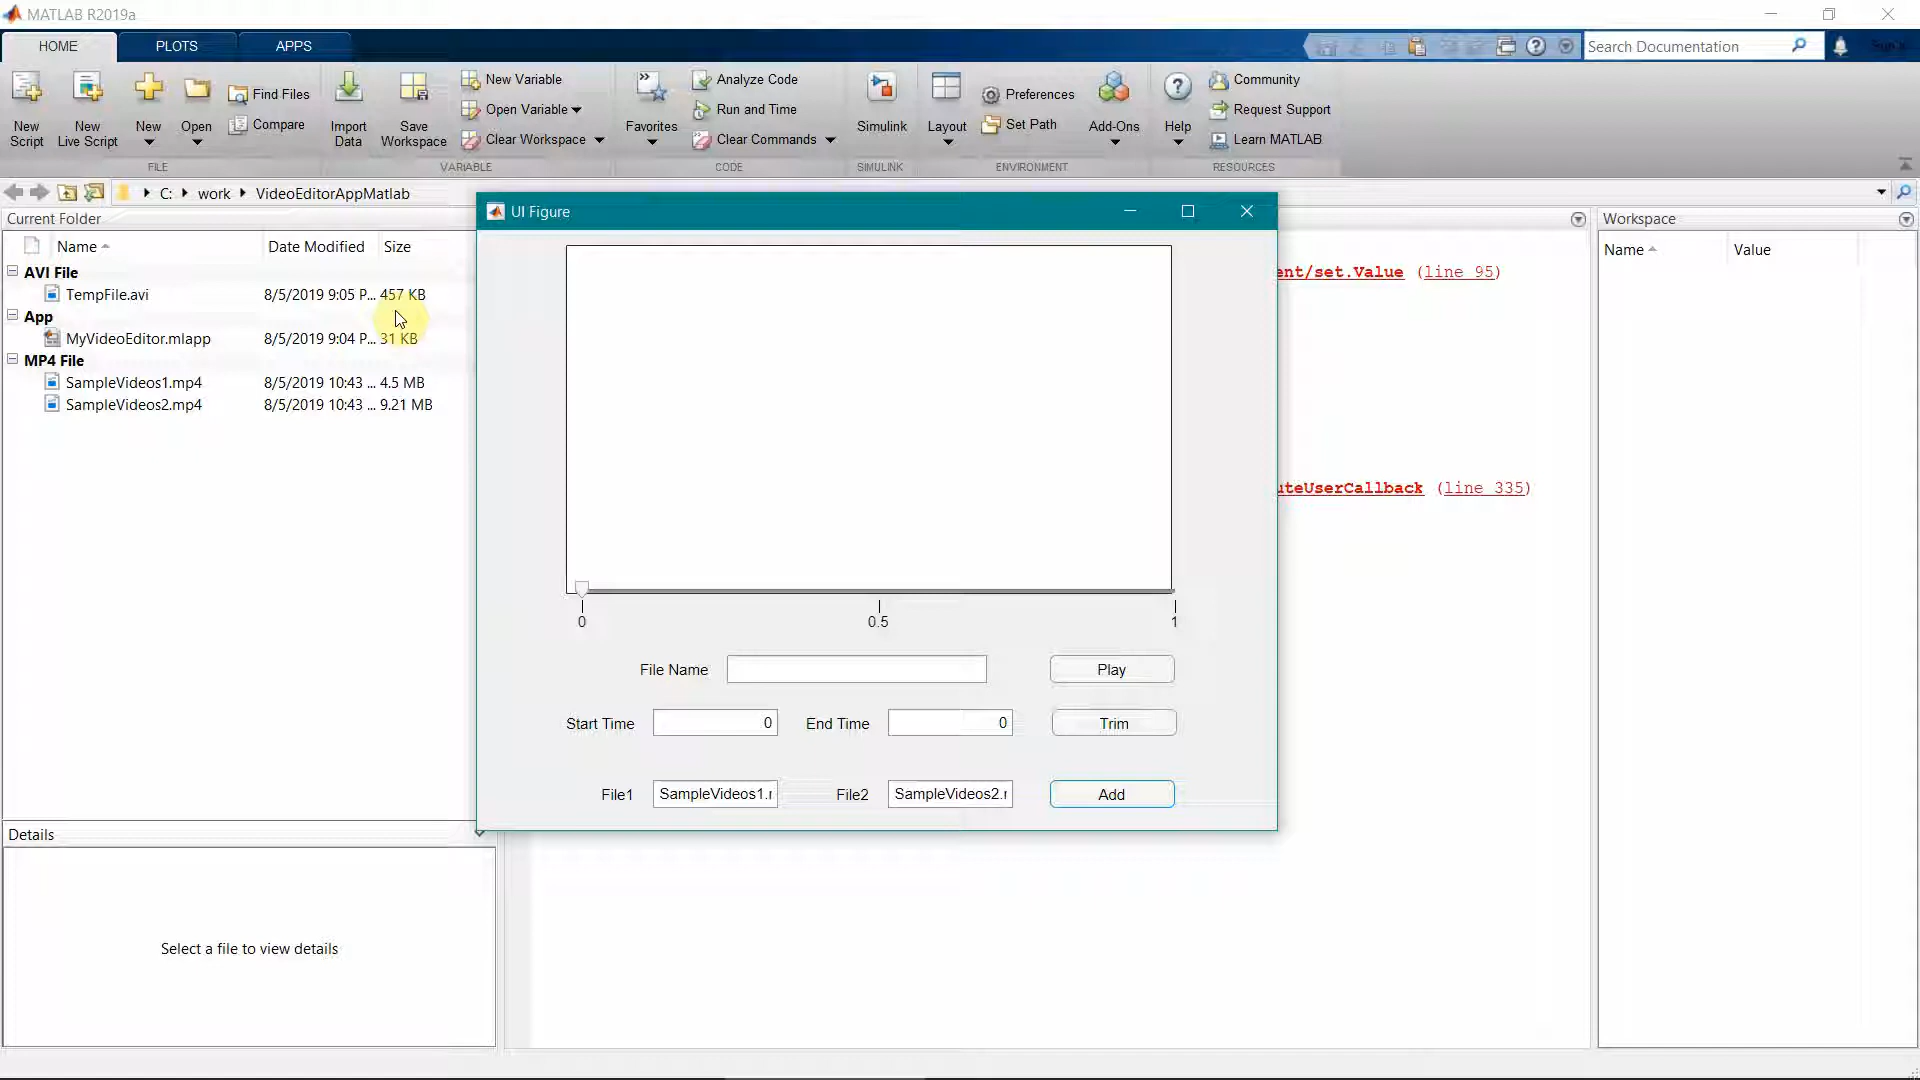 MATLAB R2019a
HOME PLOTS APPS
Search Documentation
New Script
New Live Script
New
Open
Find Files
Compare
FILE
Import Data
Save Workspace
New Variable
Open Variable
Clear Workspace
VARIABLE
Favorites
Analyze Code
Run and Time
Clear Commands
CODE
Simulink
SIMULINK
Layout
Preferences
Set Path
Add-Ons
ENVIRONMENT
Help
Community
Request Support
Learn MATLAB
RESOURCES
C: work VideoEditorAppMatlab
Current Folder
Name Date Modified Size
AVI File
TempFile.avi 8/5/2019 9:05 P... 457 KB
App
MyVideoEditor.mlapp 8/5/2019 9:04 P... 31 KB
MP4 File
SampleVideos1.mp4 8/5/2019 10:43 ... 4.5 MB
SampleVideos2.mp4 8/5/2019 10:43 ... 9.21 MB
Details
Select a file to view details
UI Figure
0 0.5 1
File Name Play
Start Time 0 End Time 0 Trim
File1 SampleVideos1. File2 SampleVideos2. Add
ent/set.Value (line 95)
uteUserCallback (line 335)
Workspace
Name Value